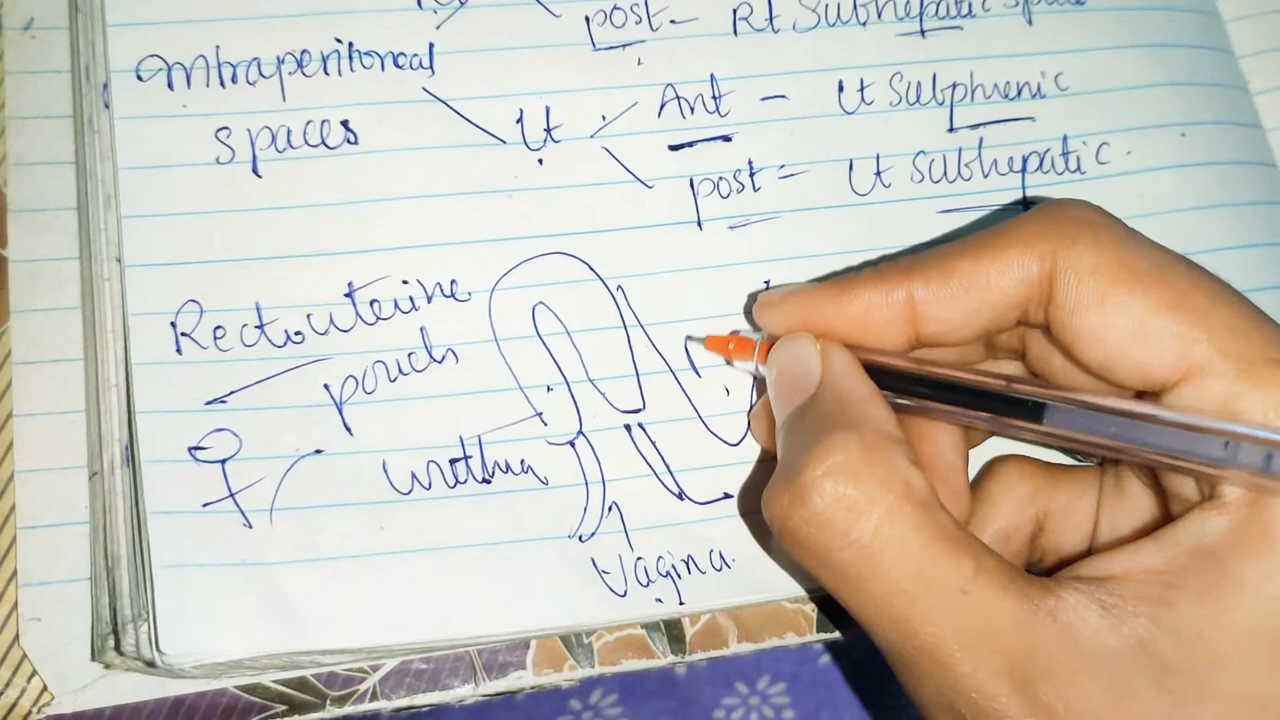 post- Rt Subhepatic space
Intraperitoneal
spaces
Lt
Ant - Lt Subphrenic
post = Lt subhepatic.
Rectouterine
pouch
urethra
Vagina.